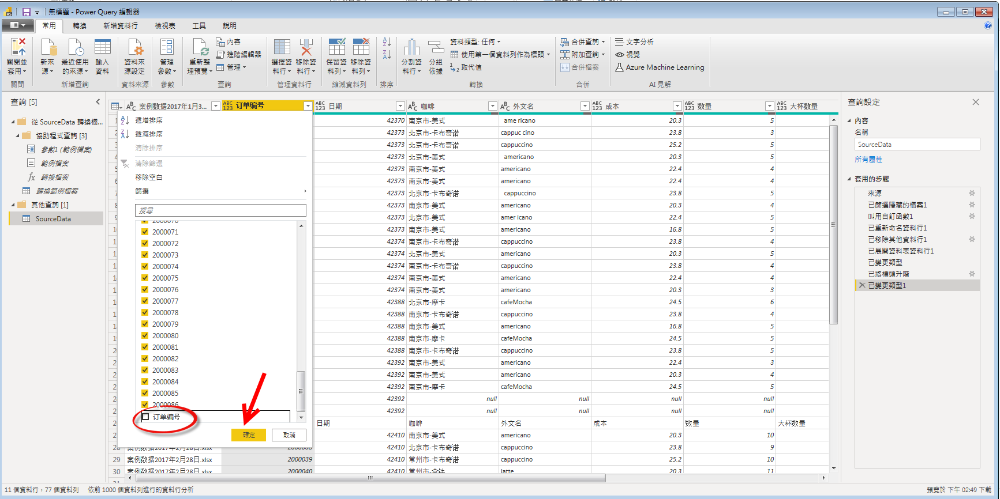 無標題 - Power Query 編輯器
常用 轉換 新增資料行 檢視表 工具 說明
關閉並套用 新來源 最近使用的來源 輸入資料 資料來源設定 管理參數 重新整理預覽 內容 進階編輯器 管理 選擇資料行 移除資料行 保留資料列 移除資料列 分割資料行 分組依據 資料類型: 任何 使用第一個資料列作為標頭 取代值 合併查詢 附加查詢 合併檔案 文字分析 視覺 Azure Machine Learning
關閉 新增查詢 資料來源 參數 查詢 管理資料行 縮減資料列 排序 轉換 合併 AI 見解
查詢 [5]
從 SourceData 轉換檔...
協助程式查詢 [3]
參數1 (範例檔案)
範例檔案
轉換檔案
轉換範例檔案
其他查詢 [1]
SourceData
案例数据2017年1月3... 订单编号 日期 咖啡 外文名 成本 数量 大杯数量
遞增排序
遞減排序
清除排序
清除篩選
移除空白
篩選
搜尋
2000070
2000071
2000072
2000073
2000074
2000075
2000076
2000077
2000078
2000079
2000080
2000081
2000082
2000083
2000084
2000085
2000086
订单编号
確定 取消
42370 南京市-美式 ame ricano 20.3 5
42373 北京市-卡布奇诺 cappuc cino 23.8 3
42373 北京市-卡布奇诺 cappuccino 25.2 5
42373 北京市-美式 americano 20.3 5
42373 南京市-美式 americano 22.4 4
42373 南京市-美式 americano 22.4 4
42373 南京市-卡布奇诺 cappuccino 23.8 5
42373 南京市-美式 americano 20.3 4
42373 北京市-美式 amer icano 22.4 5
42373 南京市-美式 americano 16.8 5
42374 南京市-卡布奇诺 cappuccino 23.8 4
42374 北京市-美式 americano 20.3 5
42374 南京市-卡布奇诺 cappuccino 23.8 4
42374 南京市-美式 americano 22.4 4
42374 南京市-美式 americano 20.3 3
42388 北京市-摩卡 cafeMocha 24.5 6
42388 南京市-卡布奇诺 cappuccino 23.8 4
42388 南京市-美式 americano 16.8 5
42388 南京市-摩卡 cafeMocha 24.5 5
42388 南京市-卡布奇诺 cappuccino 23.8 5
42392 南京市-美式 americano 22.4 3
42392 南京市-美式 americano 20.3 4
42392 南京市-摩卡 cafeMocha 24.5 5
42392 null null null null
42392 null null null null
日期 咖啡 外文名 成本 数量 大杯数量
42410 南京市-美式 americano 20.3 10
28 案例数据2017年2月28日.xlsx 2000038 42410 北京市-卡布奇诺 cappuccino 23.8 9
29 案例数据2017年2月28日.xlsx 2000039 42410 常州市-卡布奇诺 cappuccino 25.2 10
30 案例数据2017年2月28日.xlsx 2000040 42410 常州市-拿铁 latte 20.3 11
查詢設定
內容
名稱
SourceData
所有屬性
套用的步驟
來源
已篩選隱藏的檔案1
叫用自訂函數1
已重新命名資料行1
已移除其他資料行1
已展開資料表資料行1
已變更類型
已將標頭升階
已變更類型1
11 個資料行，77 個資料列 依前 1000 個資料列進行的資料行分析
預覽於 下午 02:49 下載